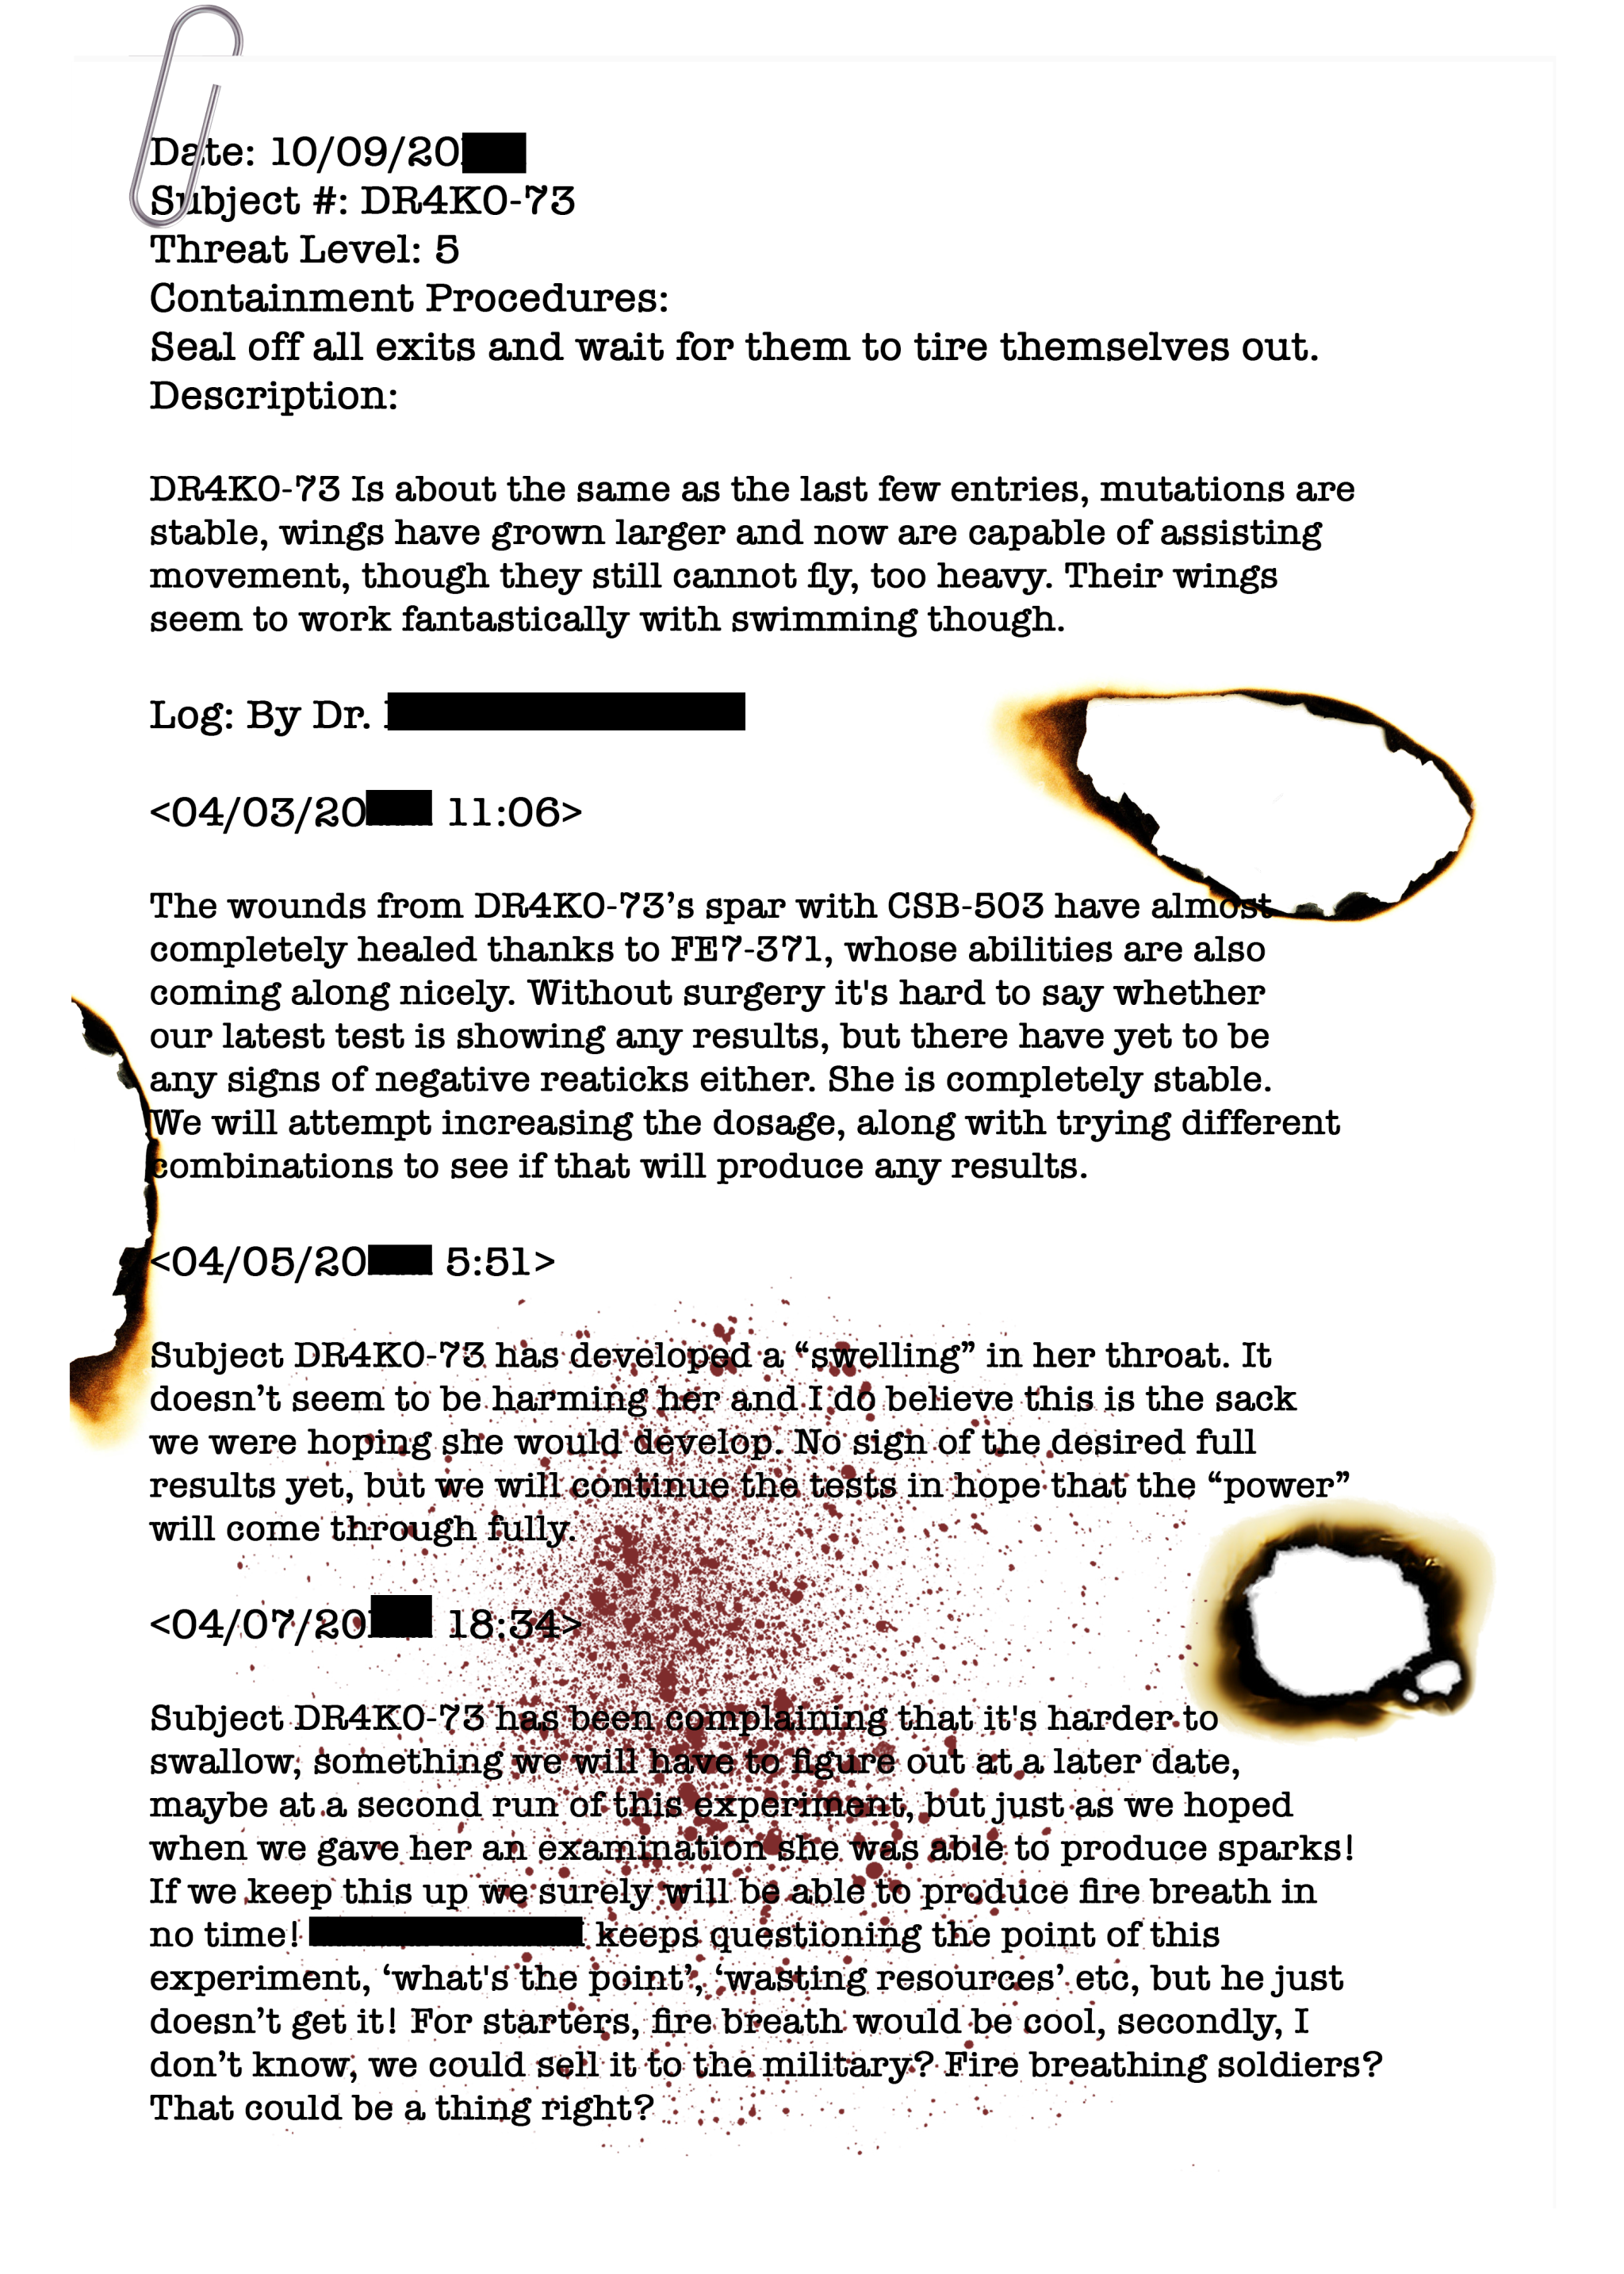 Date: 10/09/20
Subject #: DR4K0-73
Threat Level: 5
Containment Procedures:
Seal off all exits and wait for them to tire themselves out.
Description:
DR4K0-73 Is about the same as the last few entries, mutations are
stable, wings have grown larger and now are capable of assisting
movement, though they still cannot fly, too heavy. Their wings
seem to work fantastically with swimming though.
Log: By Dr.
<04/03/20 11:06>
The wounds from DR4K0-73’s spar with CSB-503 have almost
completely healed thanks to FE7-371, whose abilities are also
coming along nicely. Without surgery it's hard to say whether
our latest test is showing any results, but there have yet to be
any signs of negative reaticks either. She is completely stable.
We will attempt increasing the dosage, along with trying different
combinations to see if that will produce any results.
<04/05/20 5:51>
Subject DR4K0-73 has developed a “swelling” in her throat. It
doesn’t seem to be harming her and I do believe this is the sack
we were hoping she would develop. No sign of the desired full
results yet, but we will continue the tests in hope that the “power”
will come through fully.
<04/07/20 18:34>
Subject DR4K0-73 has been complaining that it's harder to
swallow, something we will have to figure out at a later date,
maybe at a second run of this experiment, but just as we hoped
when we gave her an examination she was able to produce sparks!
If we keep this up we surely will be able to produce fire breath in
no time! keeps questioning the point of this
experiment, ‘what's the point’, ‘wasting resources’ etc, but he just
doesn’t get it! For starters, fire breath would be cool, secondly, I
don’t know, we could sell it to the military? Fire breathing soldiers?
That could be a thing right?